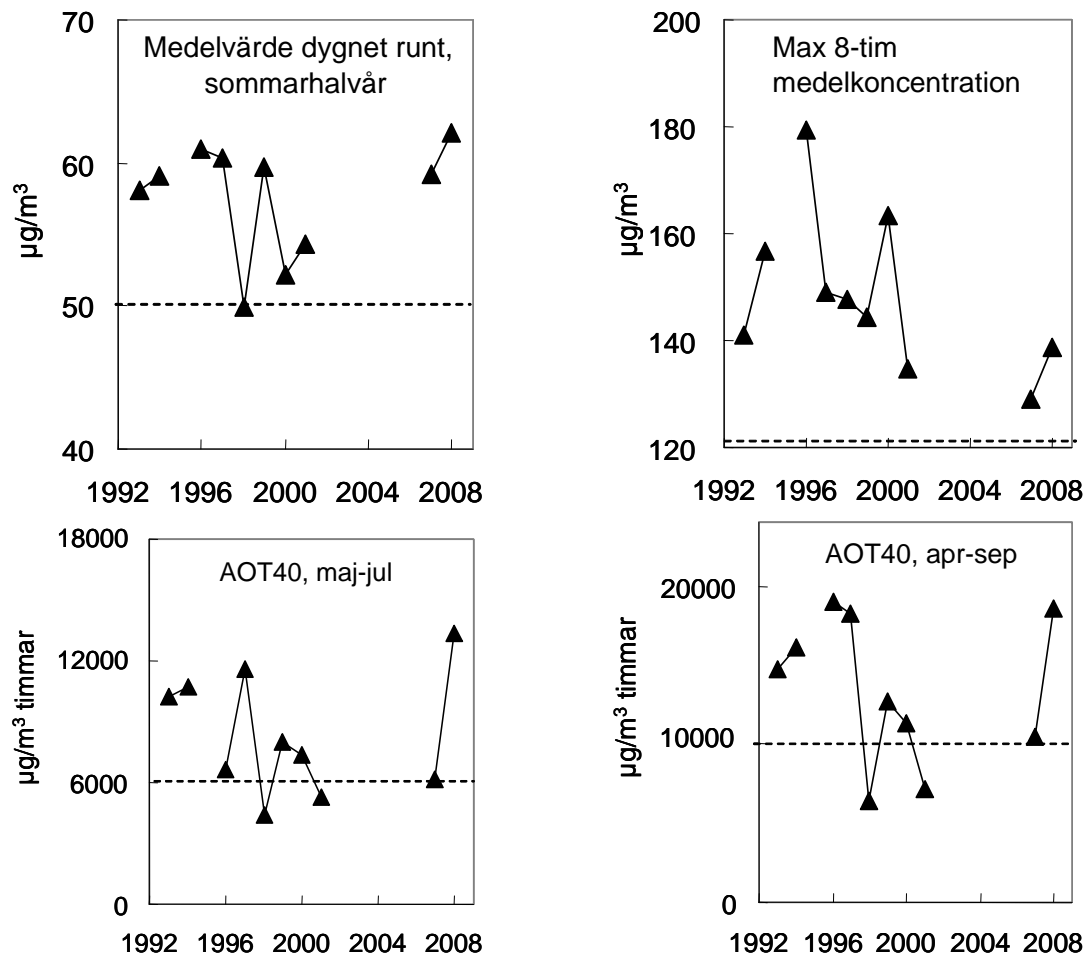 70
60
50
40
µg/m³
Medelvärde dygnet runt,
sommarhalvår
1992 1996 2000 2004 2008
200
180
160
140
120
µg/m³
Max 8-tim
medelkoncentration
1992 1996 2000 2004 2008
18000
12000
6000
0
µg/m³ timmar
AOT40, maj-jul
1992 1996 2000 2004 2008
20000
10000
0
µg/m³ timmar
AOT40, apr-sep
1992 1996 2000 2004 2008